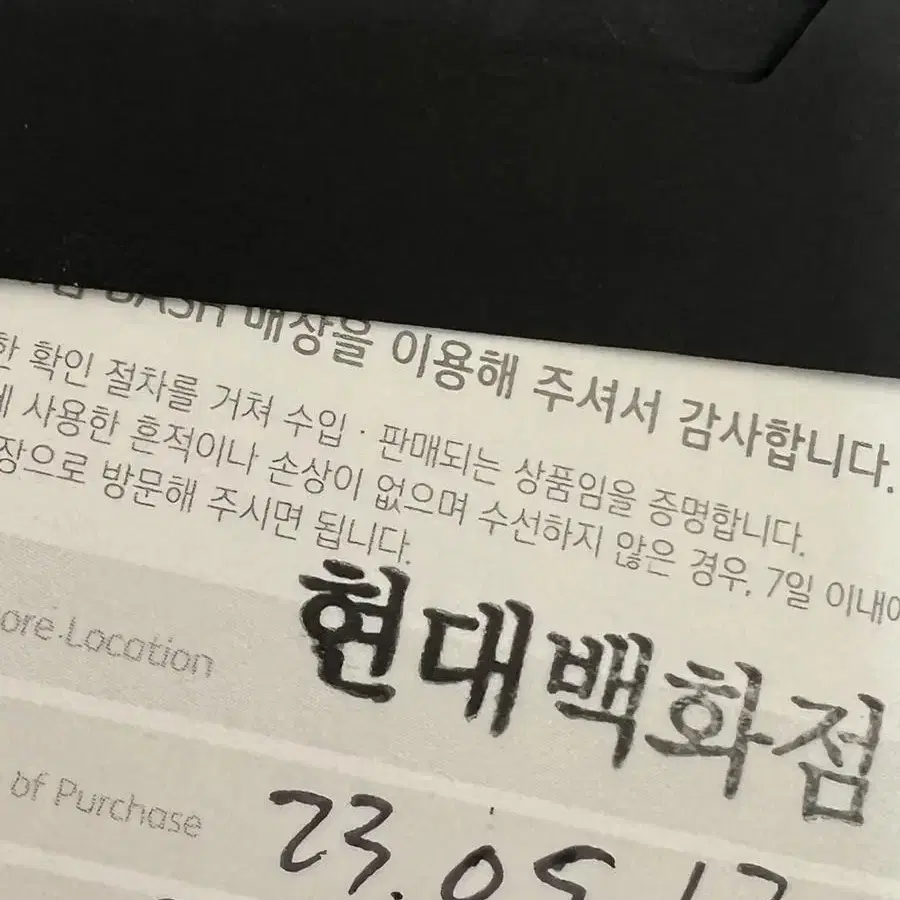 매장을 이용해 주셔서 감사합니다.
한 확인 절차를 거쳐 수입 · 판매되는 상품임을 증명합니다.
사용한 흔적이나 손상이 없으며 수선하지 않은 경우, 7일 이내에
장으로 방문해 주시면 됩니다.
ore Location 현대백화점
of Purchase 23.05.